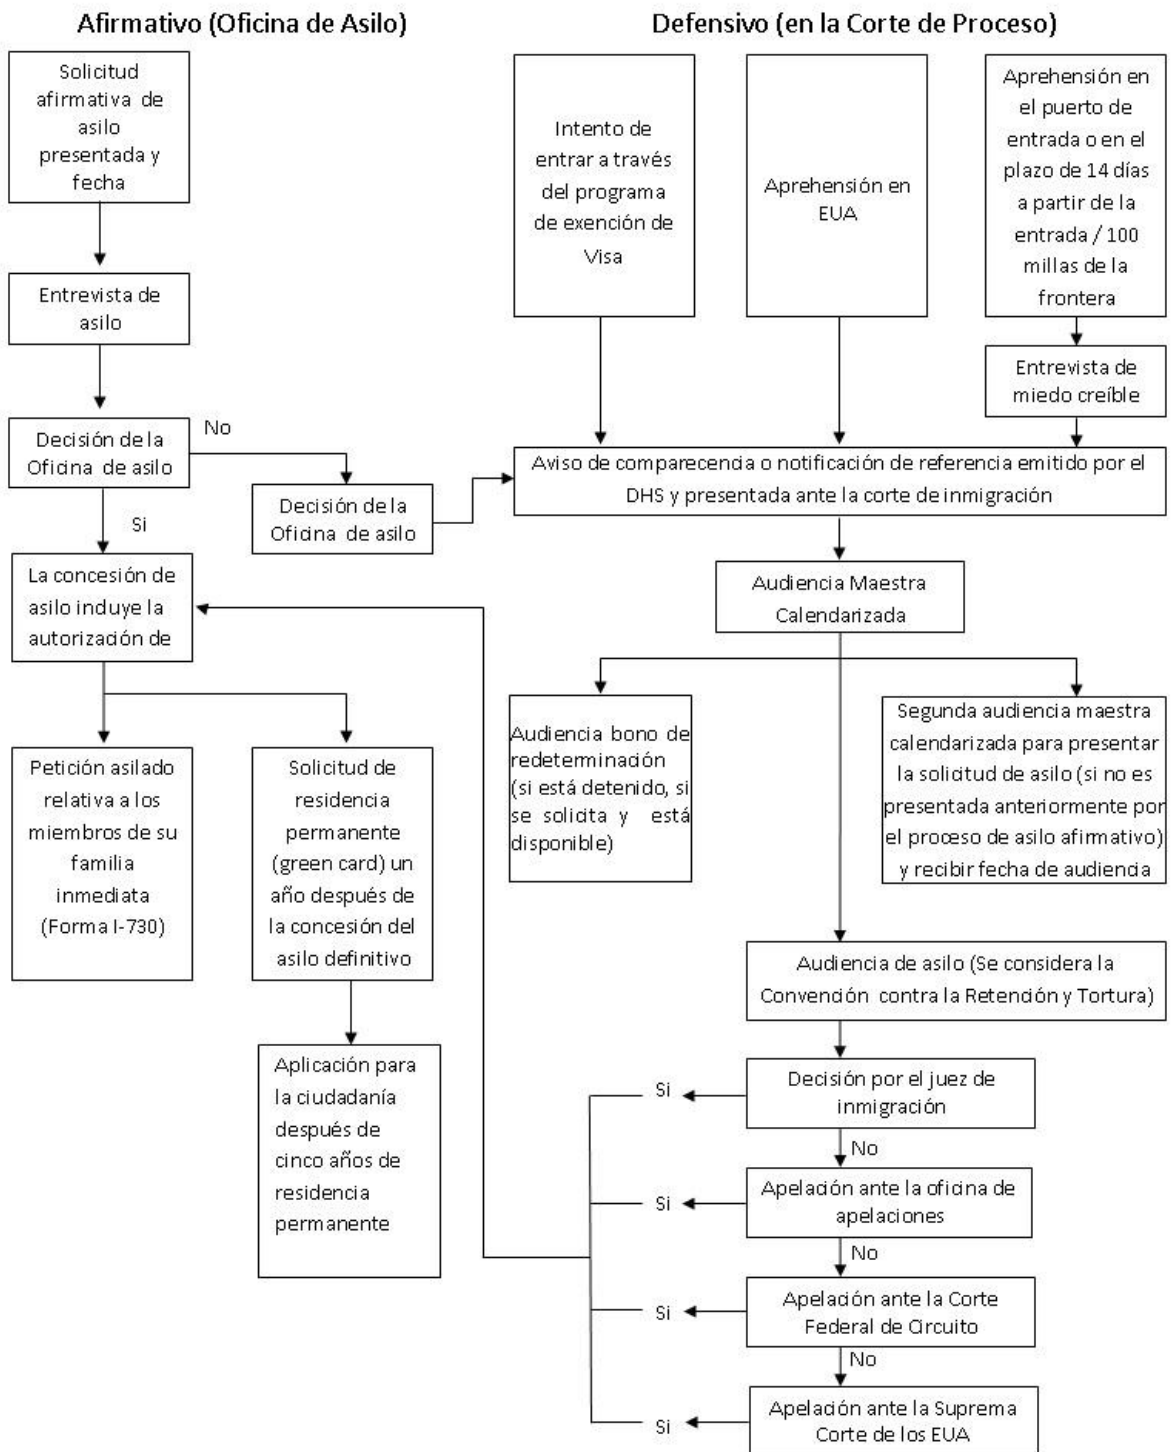 Afirmativo (Oficina de Asilo)
Solicitud
afirmativa de
asilo
presentada y
fecha
Entrevista de
asilo
Decisión de la
Oficina de asilo
No
Decisión de la
Oficina de asilo
Si
La concesión de
asilo incluye la
autorización de
Petición asilado
relativa a los
miembros de su
familia
inmediata
(Forma I-730)
Solicitud de
residencia
permanente
(green card) un
año después de
la concesión del
asilo definitivo
Aplicación para
la ciudadanía
después de
cinco años de
residencia
permanente
Defensivo (en la Corte de Proceso)
Intento de
entrar a través
del programa
de exención de
Visa
Aprehensión en
EUA
Aprehensión en
el puerto de
entrada o en el
plazo de 14 días
a partir de la
entrada / 100
millas de la
frontera
Entrevista de
miedo creíble
Aviso de comparecencia o notificación de referencia emitido por el
DHS y presentada ante la corte de inmigración
Audiencia Maestra
Calendarizada
Audiencia bono de
redeterminación
(si está detenido, si
se solicita y está
disponible)
Segunda audiencia maestra
calendarizada para presentar
la solicitud de asilo (si no es
presentada anteriormente por
el proceso de asilo afirmativo)
y recibir fecha de audiencia
Audiencia de asilo (Se considera la
Convención contra la Retención y Tortura)
Decisión por el juez de
inmigración
Si
No
Apelación ante la oficina de
apelaciones
Si
No
Apelación ante la Corte
Federal de Circuito
Si
No
Apelación ante la Suprema
Corte de los EUA
Si